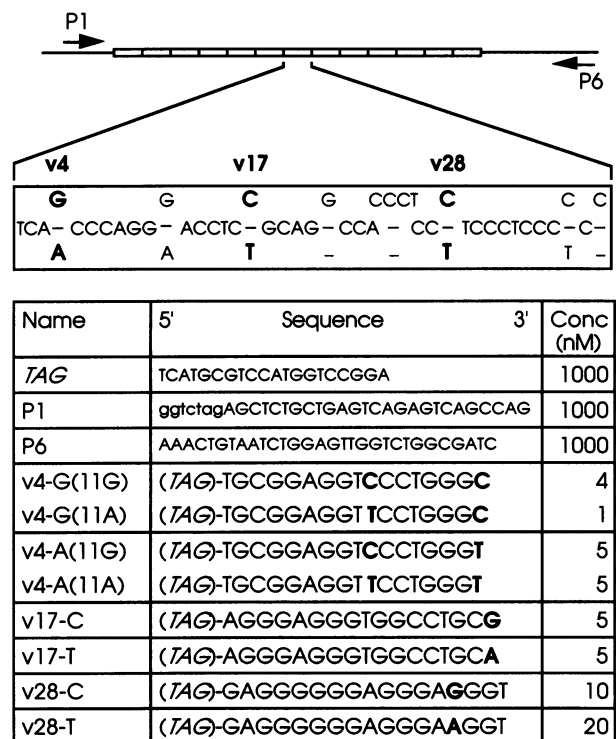 P1
P6
v4 v17 v28
G G C G CCCT C C C
TCA– CCCAGG – ACCTC – GCAG – CCA – CC – TCCCTCCC – C –
A A T – – T T –
Name 5' Sequence 3' Conc (nM)
TAG TCATGCGTCCATGGTCCGGA 1000
P1 ggtctagAGCTCTGCTGAGTCAGAGTCAGCCAG 1000
P6 AAACTGTAATCTGGAGTTGGTCTGGCGATC 1000
v4-G(11G) (TAG)-TGCGGAGGTCCCTGGGC 4
v4-G(11A) (TAG)-TGCGGAGGTTCCTGGGC 1
v4-A(11G) (TAG)-TGCGGAGGTCCCTGGGT 5
v4-A(11A) (TAG)-TGCGGAGGTTCCTGGGT 5
v17-C (TAG)-AGGGAGGGTGGCCTGCG 5
v17-T (TAG)-AGGGAGGGTGGCCTGCA 5
v28-C (TAG)-GAGGGGGGAGGGAGGGT 10
v28-T (TAG)-GAGGGGGGAGGGAAGGT 20